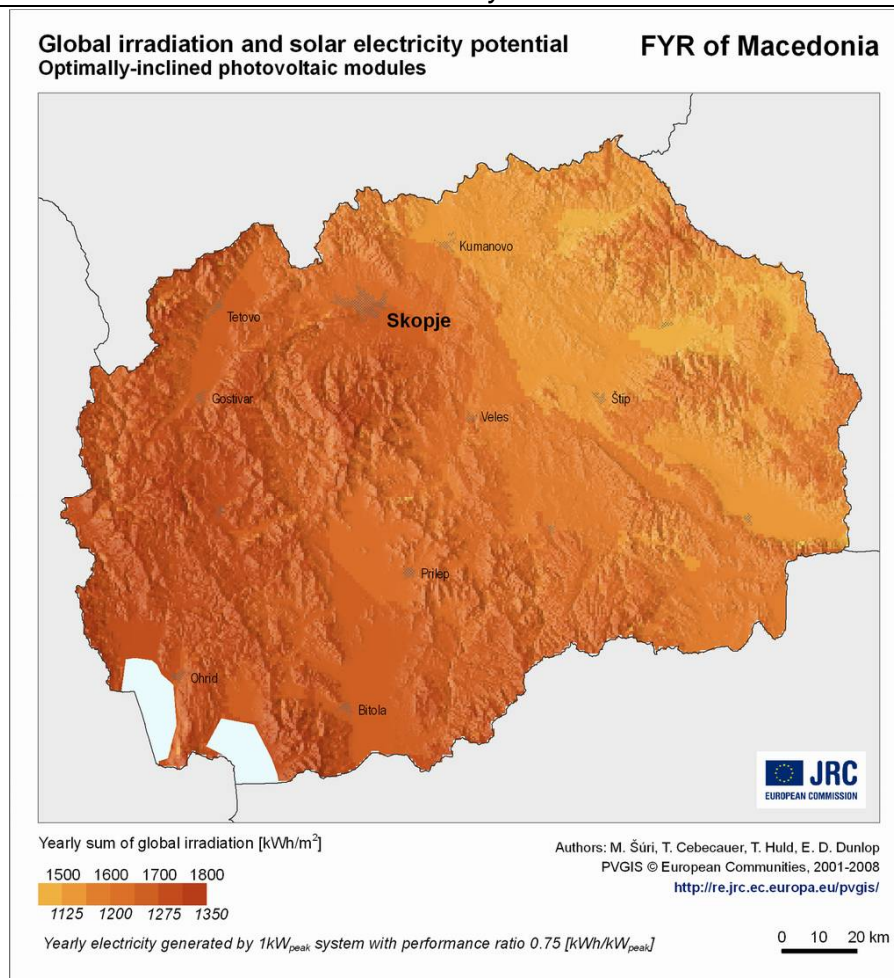 Global irradiation and solar electricity potential
Optimally-inclined photovoltaic modules
FYR of Macedonia
Kumanovo
Tetovo
Skopje
Gostivar
Štip
Veles
Prilep
Ohrid
Bitola
JRC
EUROPEAN COMMISSION
Yearly sum of global irradiation [kWh/m²]
1500 1600 1700 1800
1125 1200 1275 1350
Yearly electricity generated by 1kWpeak system with performance ratio 0.75 [kWh/kWpeak]
Authors: M. Šúri, T. Cebecauer, T. Huld, E. D. Dunlop
PVGIS © European Communities, 2001-2008
http://re.jrc.ec.europa.eu/pvgis/
0 10 20 km